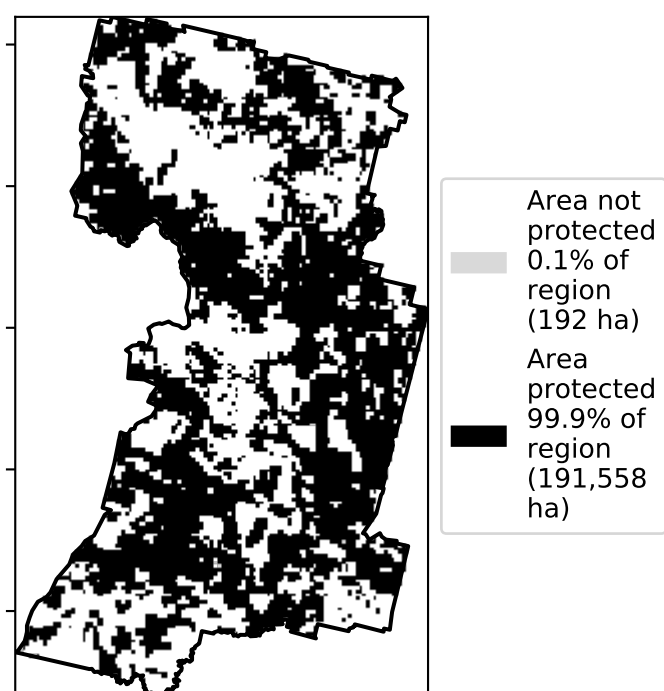 Area not
protected
0.1% of
region
(192 ha)
Area
protected
99.9% of
region
(191,558
ha)